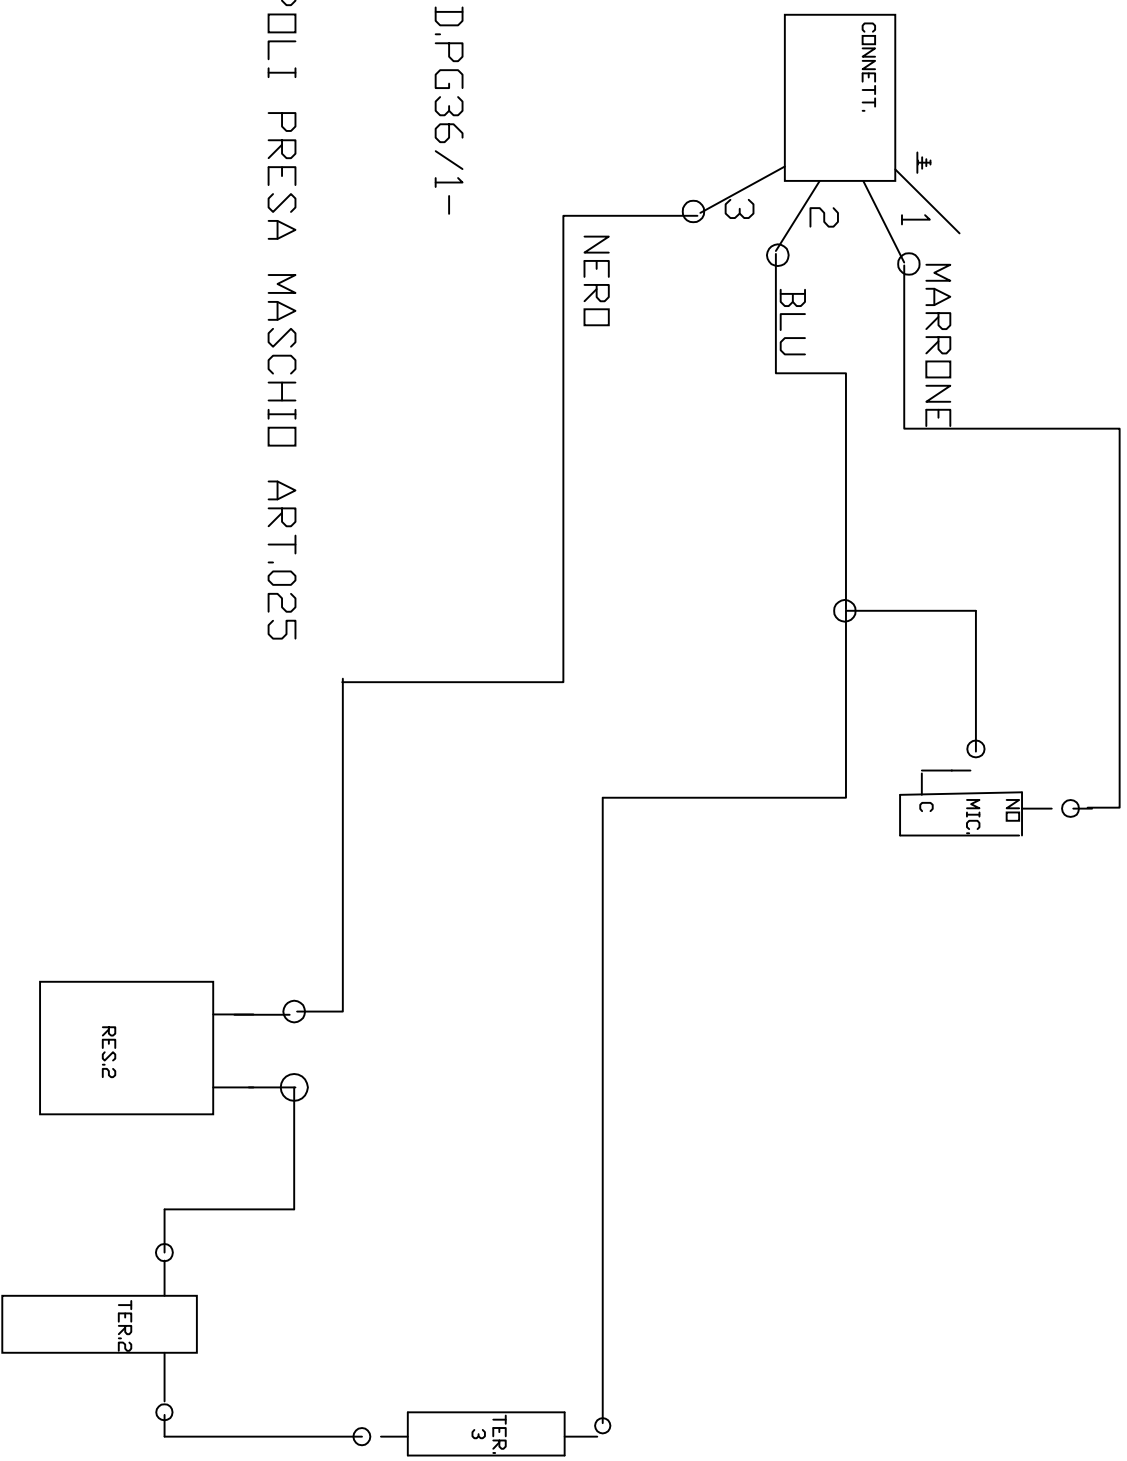 CONNETT.
1
2
3
MARRONE
BLU
NERO
D.PG36/1-
POLI PRESA MASCHIO ART.025
NO
MIC.
C
RES.2
TER.2
TER.
3